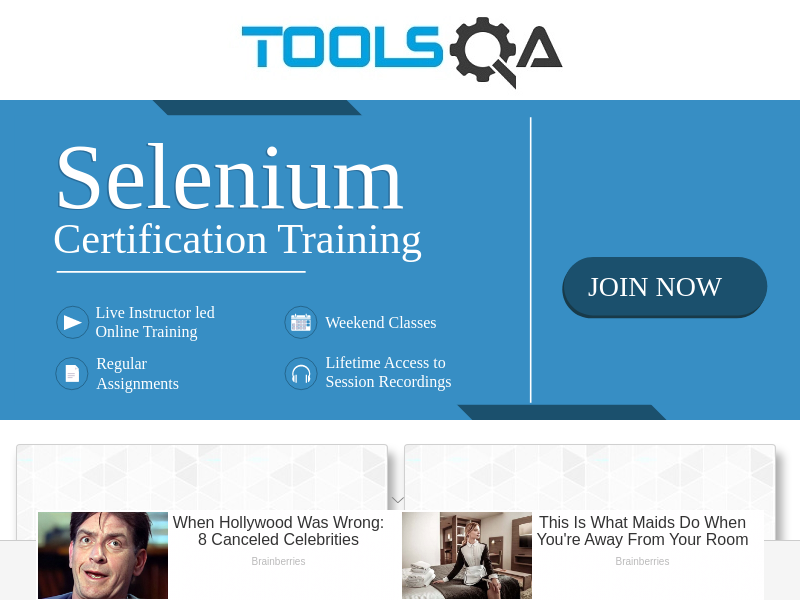 TOOLSQA
Selenium
Certification Training
JOIN NOW
Live Instructor led
Online Training
Weekend Classes
Regular
Assignments
Lifetime Access to
Session Recordings
When Hollywood Was Wrong:
8 Canceled Celebrities
Brainberries
This Is What Maids Do When
You're Away From Your Room
Brainberries